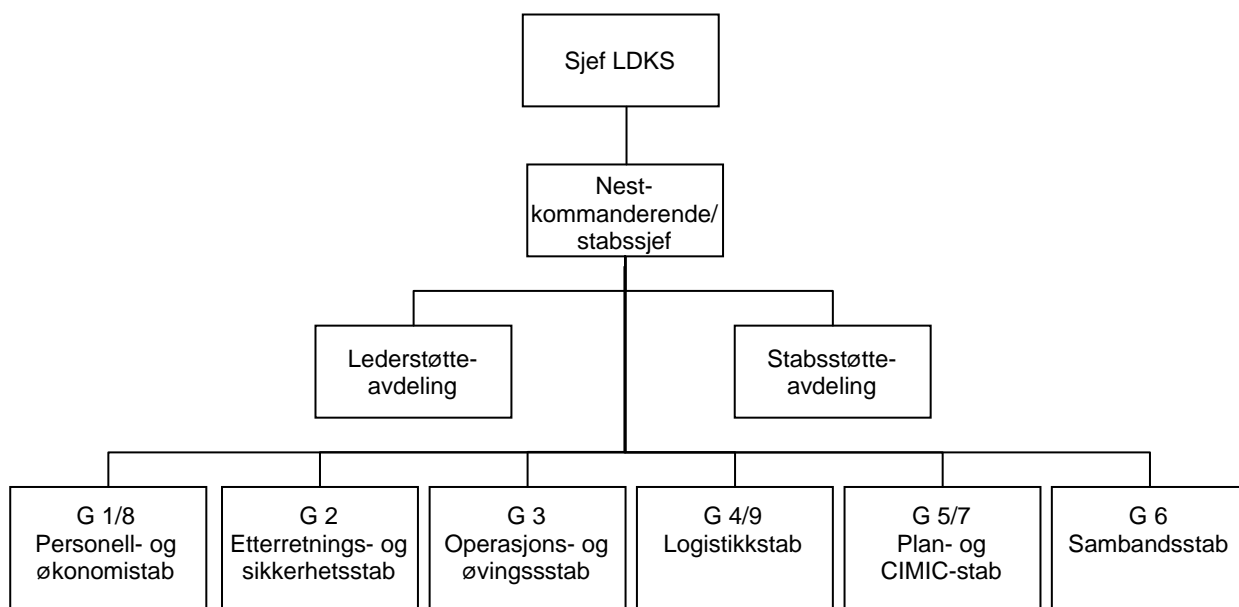 Sjef LDKS
Nest-
kommanderende/
stabssjef
Lederstøtte-
avdeling
Stabsstøtte-
avdeling
G 1/8
Personell- og
økonomistab
G 2
Etterretnings- og
sikkerhetsstab
G 3
Operasjons- og
øvingssstab
G 4/9
Logistikkstab
G 5/7
Plan- og
CIMIC-stab
G 6
Sambandsstab